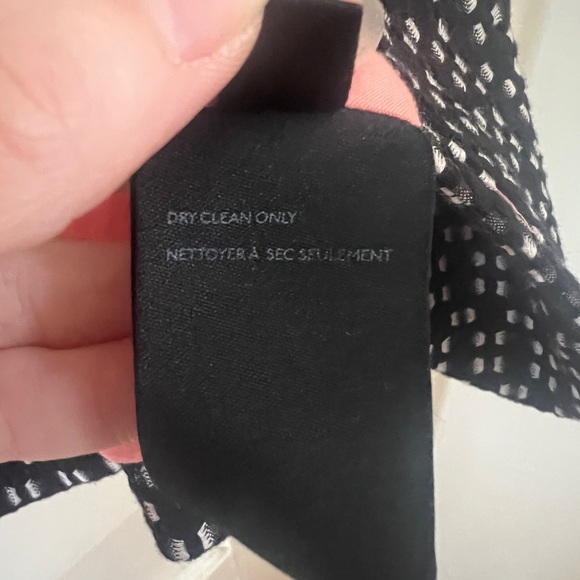 DRY CLEAN ONLY
NETTOYER À SEC SEULEMENT